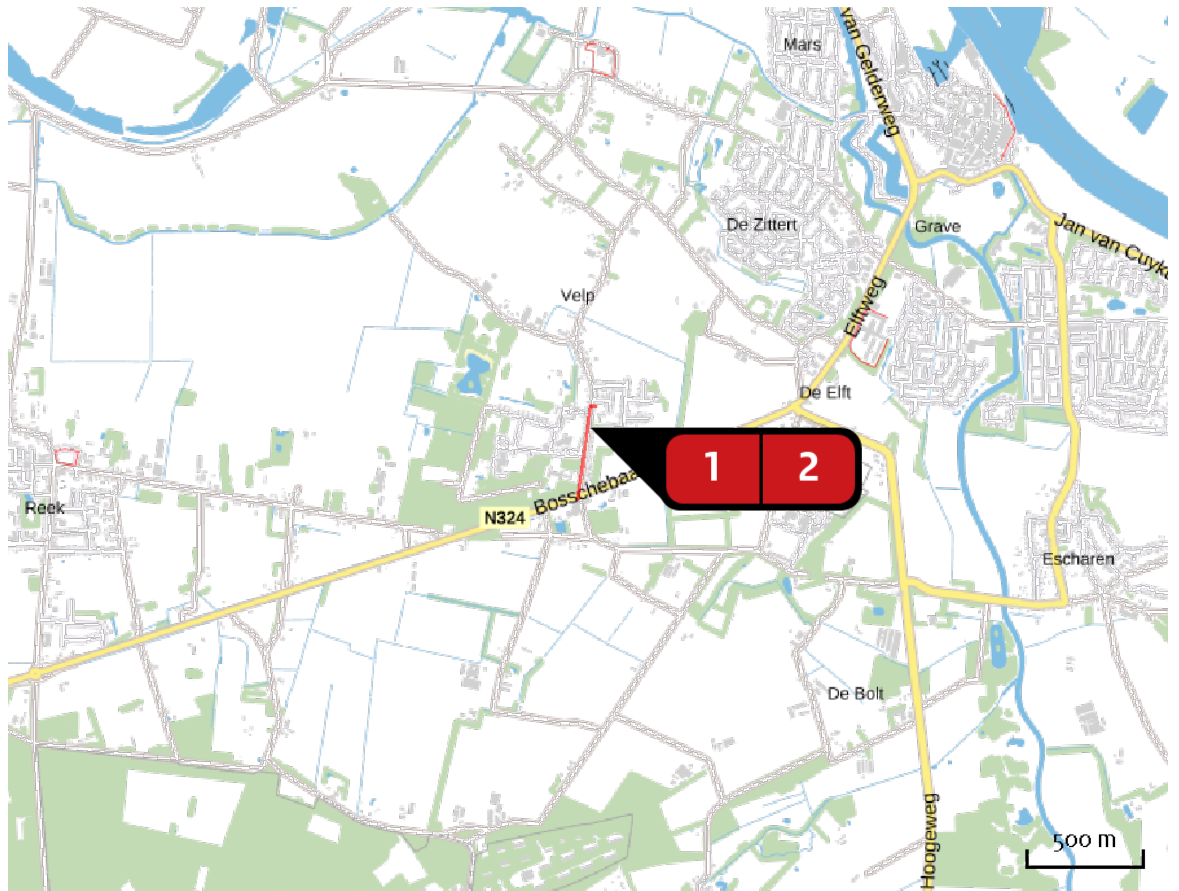 Mars
van Gelderweg
De Zittert
Grave
Jan van Cuyk
Velp
Elftweg
De Elft
1 2
Reek
Bosschebaa
N324
Escharen
De Bolt
Hoogeweg
500 m